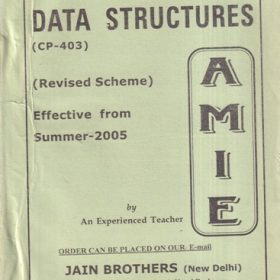 DATA STRUCTURES
(CP-403)
(Revised Scheme)
Effective from
Summer-2005
AMIE
by
An Experienced Teacher
ORDER CAN BE PLACED ON OUR E-mail
JAIN BROTHERS (New Delhi)